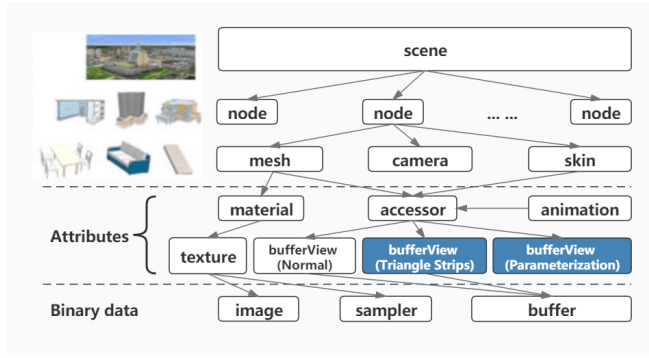 scene
node
node
... ...
node
mesh
camera
skin
Attributes
material
accessor
animation
texture
bufferView
(Normal)
bufferView
(Triangle Strips)
bufferView
(Parameterization)
Binary data
image
sampler
buffer